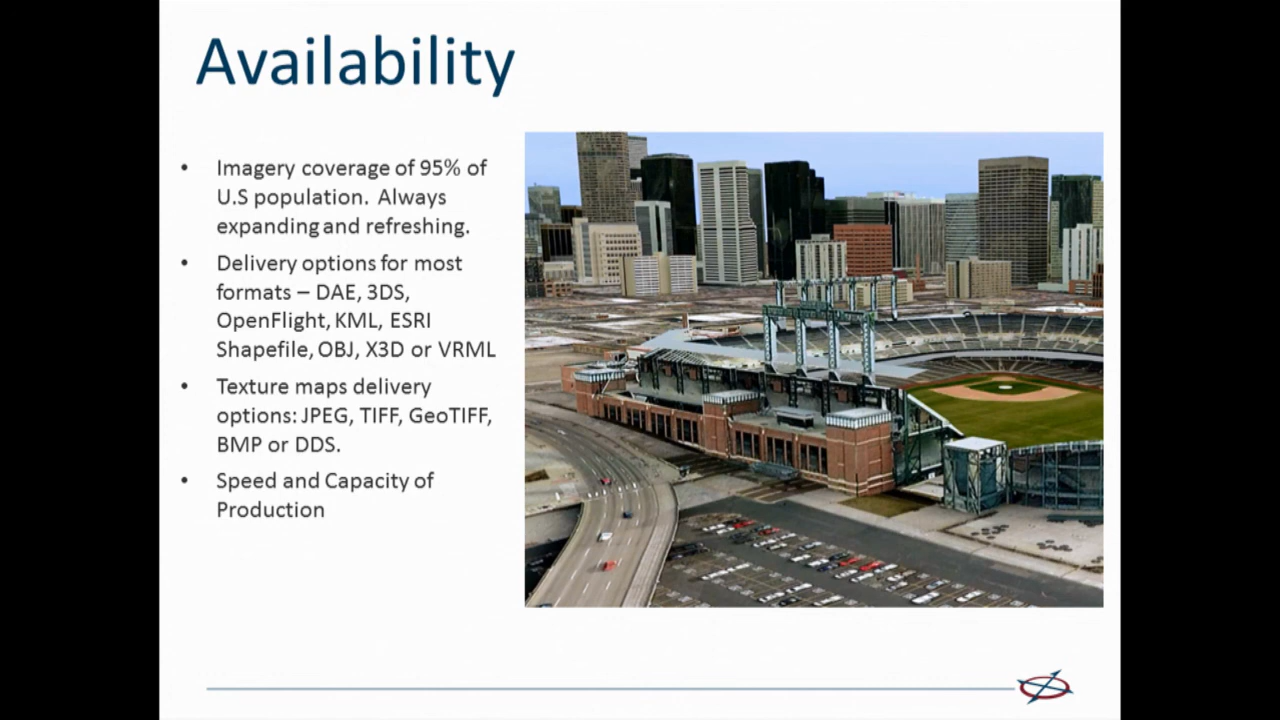 Availability
• Imagery coverage of 95% of
U.S population. Always
expanding and refreshing.
• Delivery options for most
formats – DAE, 3DS,
OpenFlight, KML, ESRI
Shapefile, OBJ, X3D or VRML
• Texture maps delivery
options: JPEG, TIFF, GeoTIFF,
BMP or DDS.
• Speed and Capacity of
Production